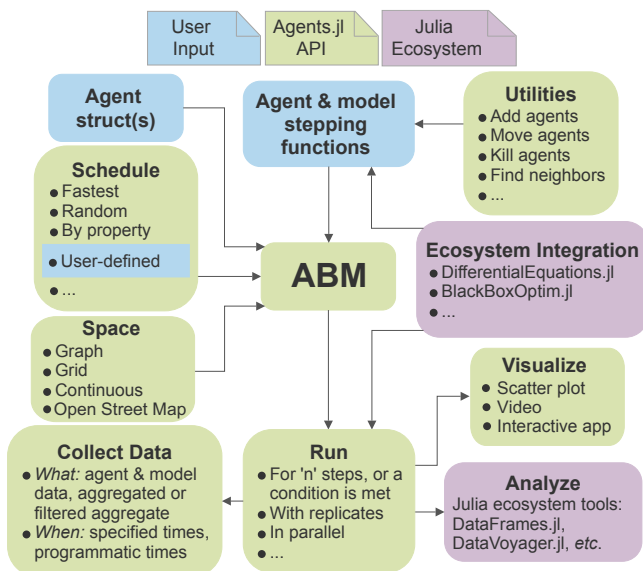 User
Input
Agents.jl
API
Julia
Ecosystem
Agent
struct(s)
Agent & model
stepping
functions
Utilities
● Add agents
● Move agents
● Kill agents
● Find neighbors
● ...
Schedule
● Fastest
● Random
● By property
● User-defined
● ...
ABM
Ecosystem Integration
● DifferentialEquations.jl
● BlackBoxOptim.jl
● ...
Space
● Graph
● Grid
● Continuous
● Open Street Map
Visualize
● Scatter plot
● Video
● Interactive app
Collect Data
● What: agent & model
data, aggregated or
filtered aggregate
● When: specified times,
programmatic times
Run
● For 'n' steps, or a
condition is met
● With replicates
● In parallel
● ...
Analyze
Julia ecosystem tools:
DataFrames.jl,
DataVoyager.jl, etc.